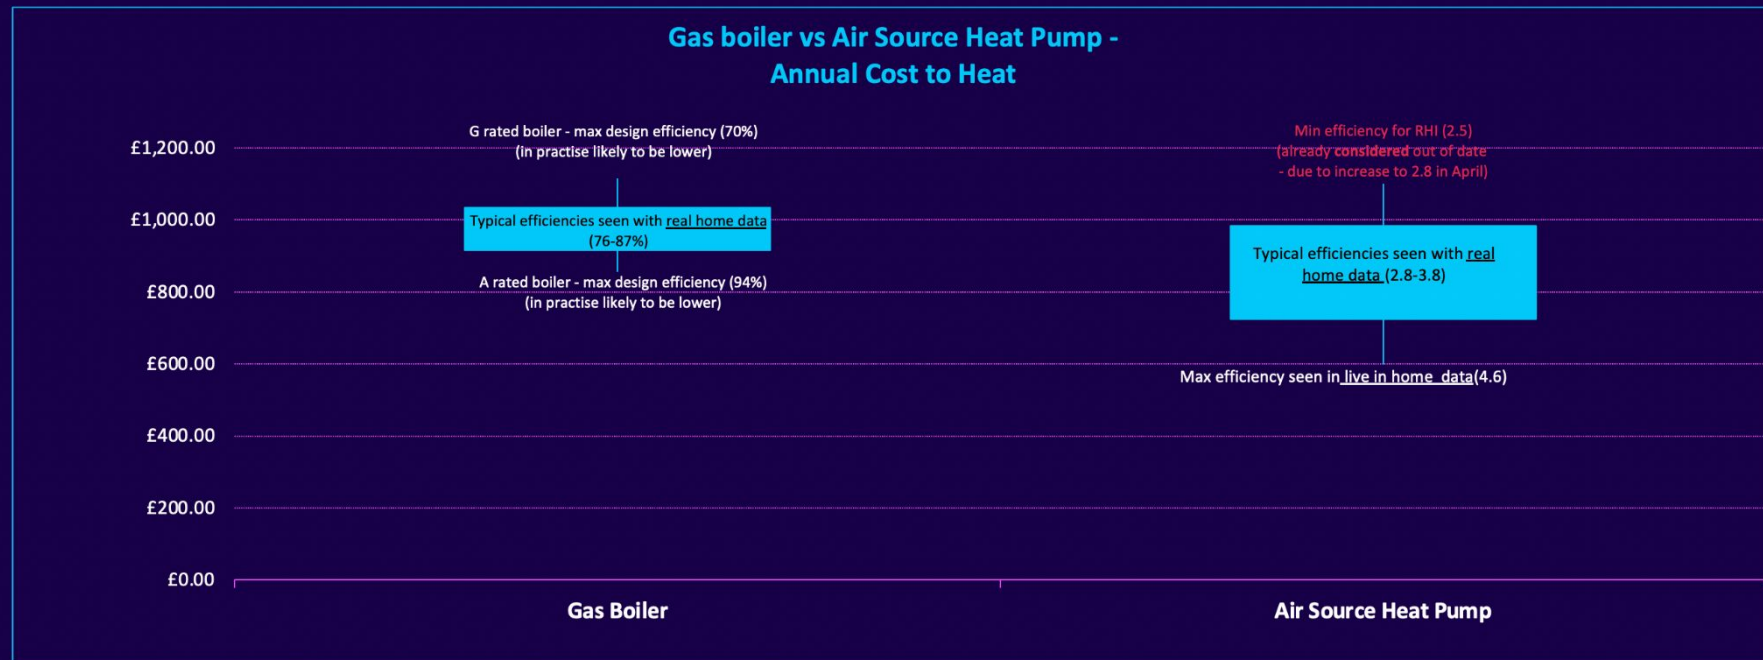 Gas boiler vs Air Source Heat Pump -
Annual Cost to Heat
£1,200.00
£1,000.00
£800.00
£600.00
£400.00
£200.00
£0.00
G rated boiler - max design efficiency (70%)
(in practise likely to be lower)
Typical efficiencies seen with real home data
(76-87%)
A rated boiler - max design efficiency (94%)
(in practise likely to be lower)
Min efficiency for RHI (2.5)
(already considered out of date
- due to increase to 2.8 in April)
Typical efficiencies seen with real
home data (2.8-3.8)
Max efficiency seen in live in home data(4.6)
Gas Boiler
Air Source Heat Pump